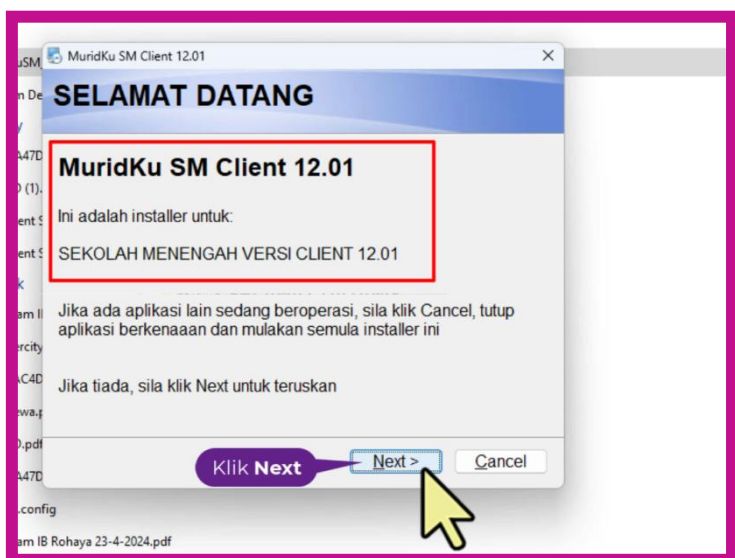 MuridKu SM Client 12.01
SELAMAT DATANG
MuridKu SM Client 12.01
Ini adalah installer untuk:
SEKOLAH MENENGAH VERSI CLIENT 12.01
Jika ada aplikasi lain sedang beroperasi, sila klik Cancel, tutup
aplikasi berkenaaan dan mulakan semula installer ini
Jika tiada, sila klik Next untuk teruskan
Klik Next
Next >
Cancel
.config
am IB Rohaya 23-4-2024.pdf